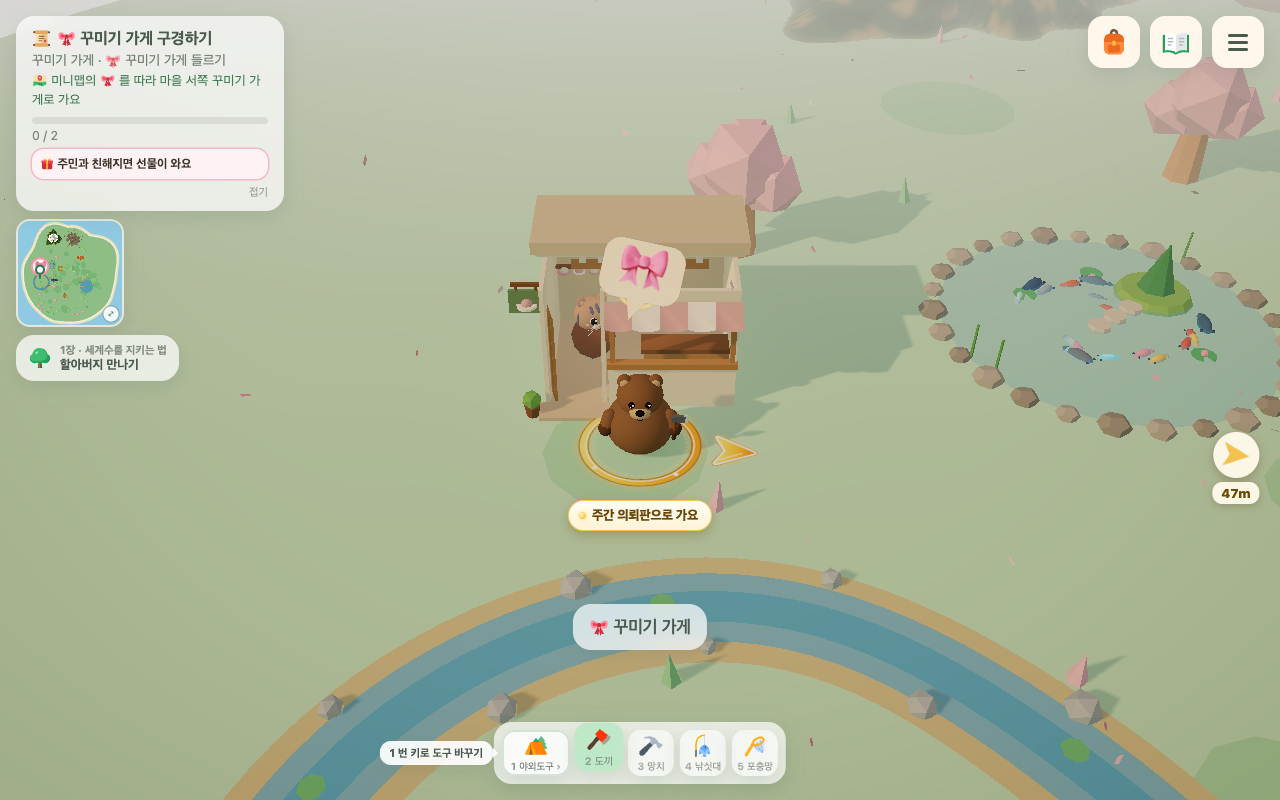 꾸미기 가게 구경하기
꾸미기 가게 · 꾸미기 가게 들르기
미니맵의 를 따라 마을 서쪽 꾸미기 가
게로 가요
0 / 2
주민과 친해지면 선물이 와요
접기
1장 · 세계수를 지키는 법
할아버지 만나기
47m
주간 의뢰판으로 가요
꾸미기 가게
1 번 키로 도구 바꾸기
1 야외도구 ›
2 도끼
3 망치
4 낚싯대
5 포충망